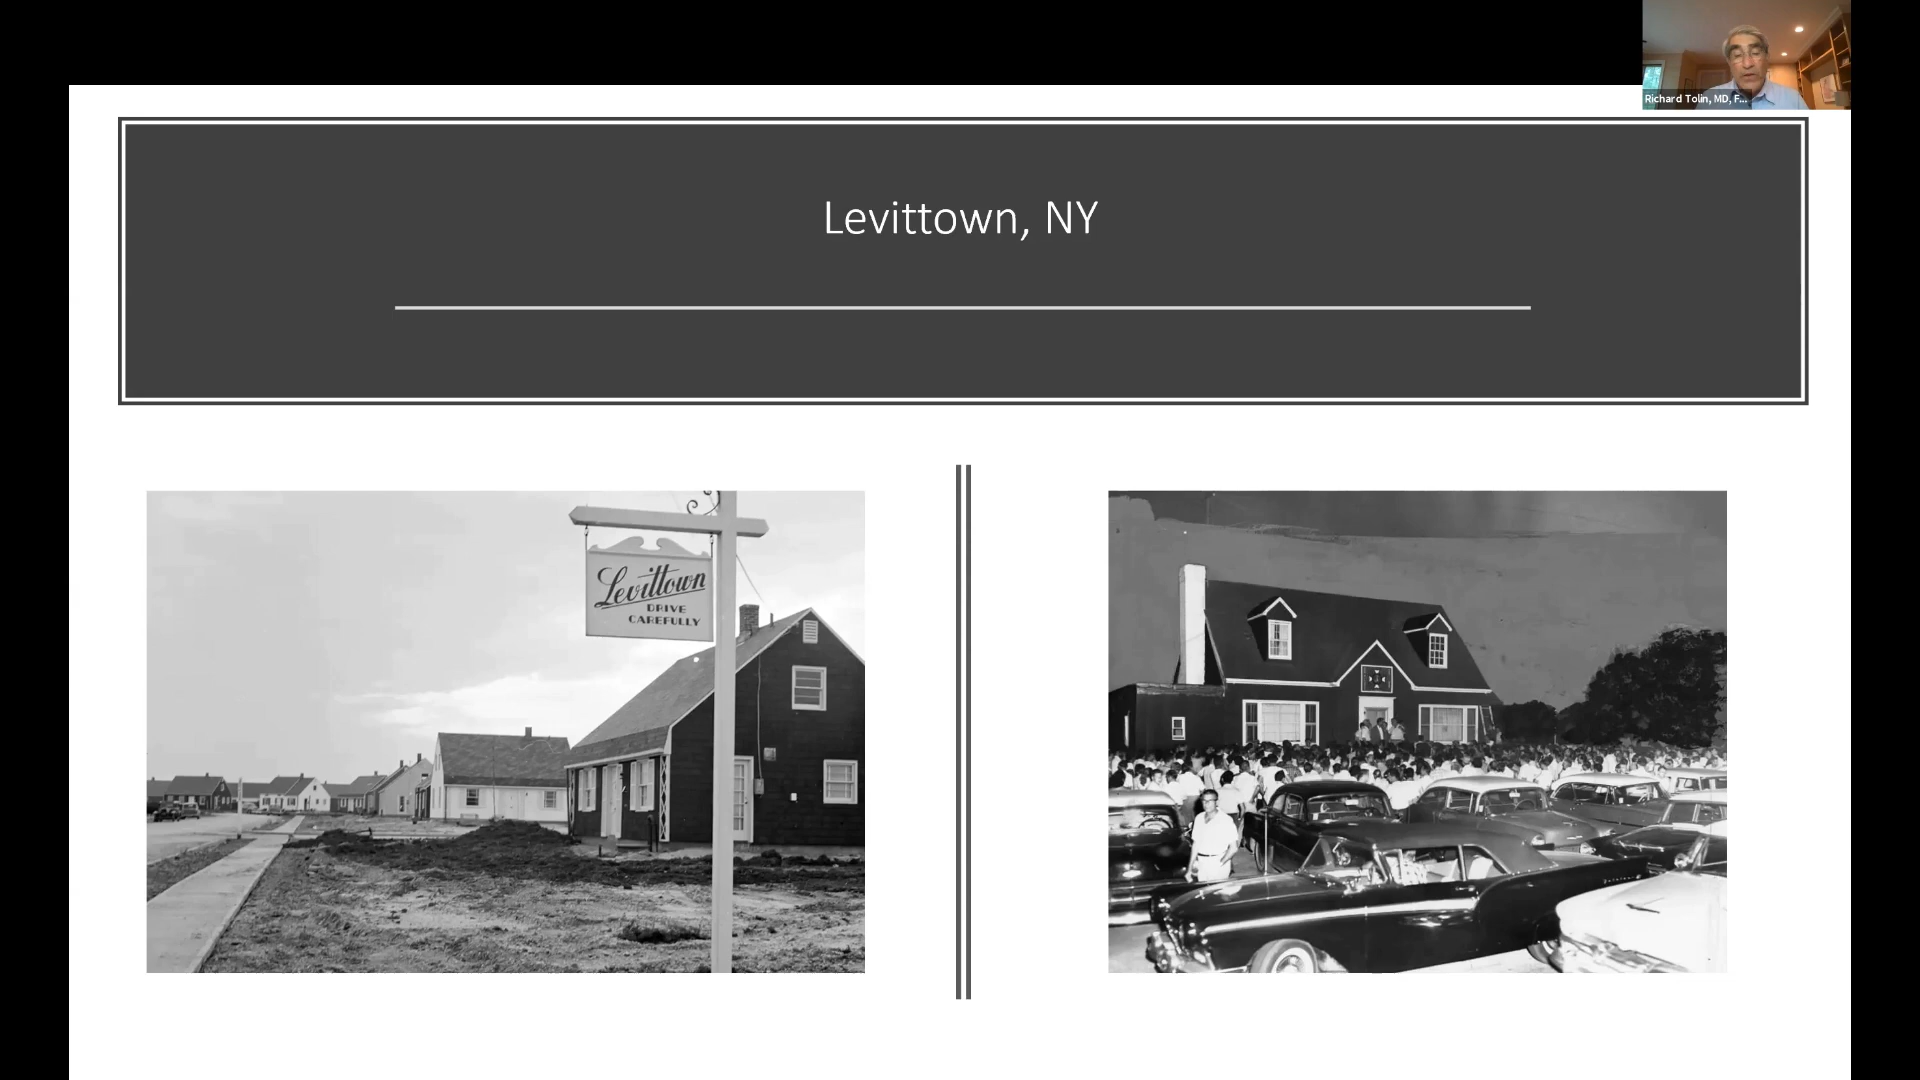 Richard Tolin, MD, F...
Levittown, NY
Levittown
DRIVE
CAREFULLY